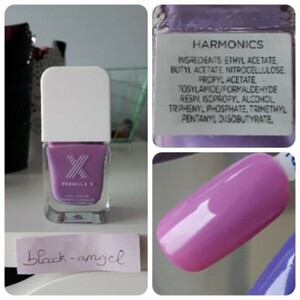 X
FORMULA X
black-angel
HARMONICS
INGREDIENTS: ETHYL ACETATE,
BUTYL ACETATE, NITROCELLULOSE,
PROPYL ACETATE,
TOSYLAMIDE/FORMALDEHYDE
RESIN, ISOPROPYL ALCOHOL,
TRIPHENYL, PHOSPHATE, TRIMETHYL
PENTANYL DIISOBUTYRATE,